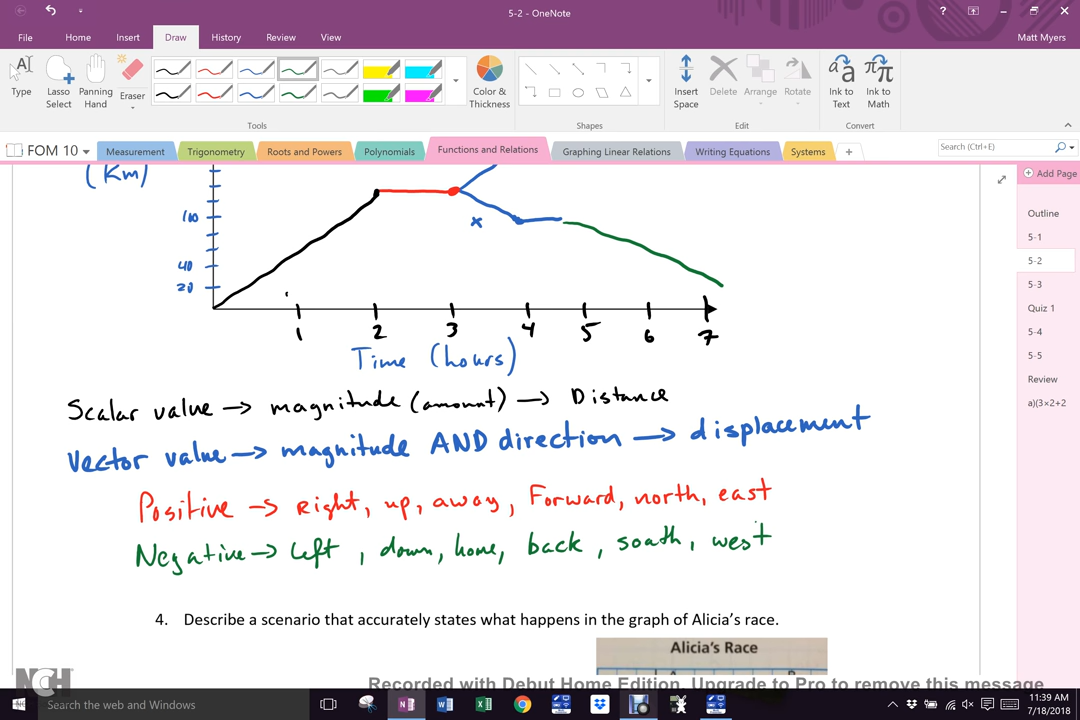 5-2 - OneNote
Matt Myers
File Home Insert Draw History Review View
Type Lasso Select Panning Hand Eraser Color & Thickness Insert Space Delete Arrange Rotate Ink to Text Ink to Math
Tools Shapes Edit Convert
FOM 10 Measurement Trigonometry Roots and Powers Polynomials Functions and Relations Graphing Linear Relations Writing Equations Systems Search (Ctrl+E)
Add Page
Outline
5-1
5-2
5-3
Quiz 1
5-4
5-5
Review
a)(3×2+2
(Km)
100
x
40
20
1 2 3 4 5 6 7
Time (hours)
Scalar value → magnitude (amount) → Distance
Vector value → magnitude AND direction → displacement
Positive → Right, up, away, Forward, north, east
Negative → Left, down, home, back, south, west
4. Describe a scenario that accurately states what happens in the graph of Alicia's race.
Alicia's Race
NCH
Recorded with Debut Home Edition. Upgrade to Pro to remove this message
Search the web and Windows
11:39 AM
7/18/2018